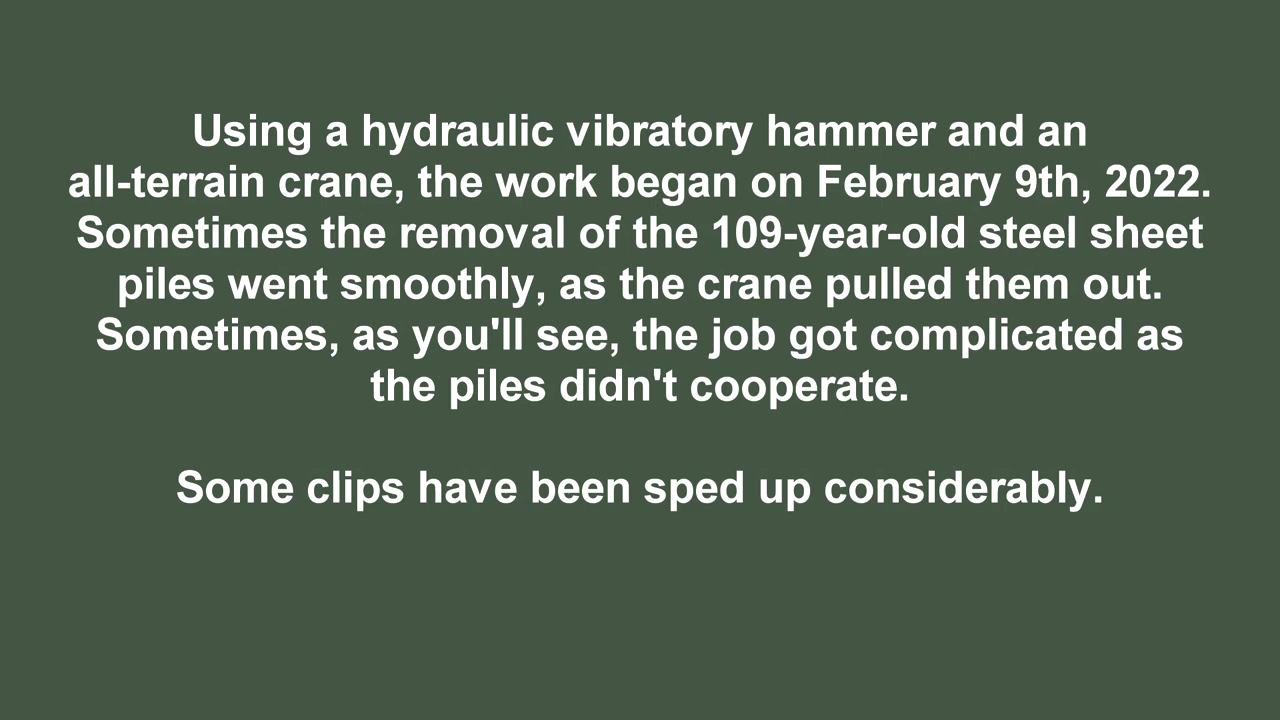 Using a hydraulic vibratory hammer and an
all-terrain crane, the work began on February 9th, 2022.
Sometimes the removal of the 109-year-old steel sheet
piles went smoothly, as the crane pulled them out.
Sometimes, as you'll see, the job got complicated as
the piles didn't cooperate.
Some clips have been sped up considerably.